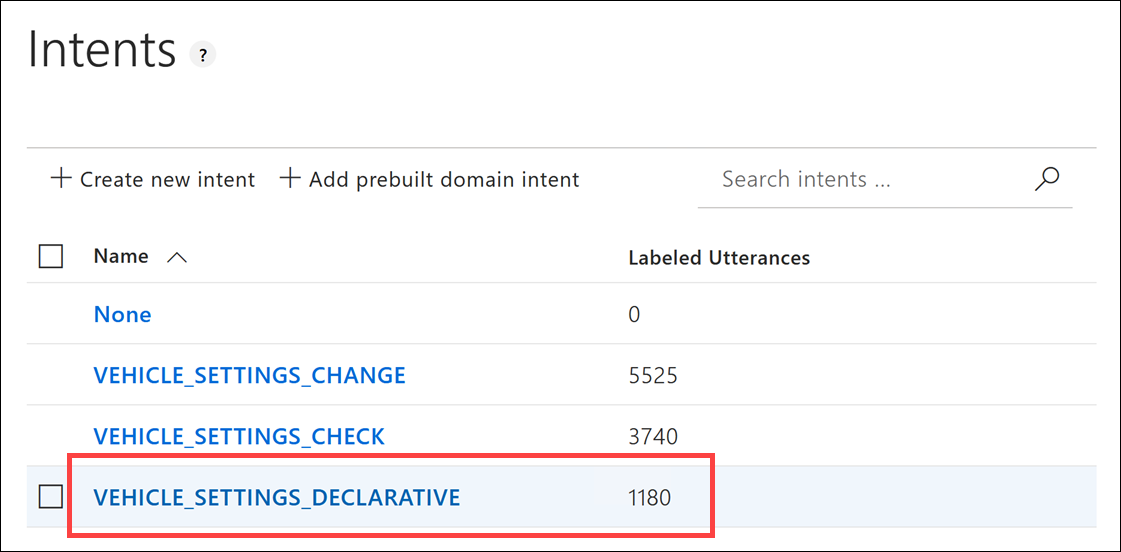 Intents ?
Create new intent Add prebuilt domain intent Search intents ...
Name Labeled Utterances
None 0
VEHICLE_SETTINGS_CHANGE 5525
VEHICLE_SETTINGS_CHECK 3740
VEHICLE_SETTINGS_DECLARATIVE 1180